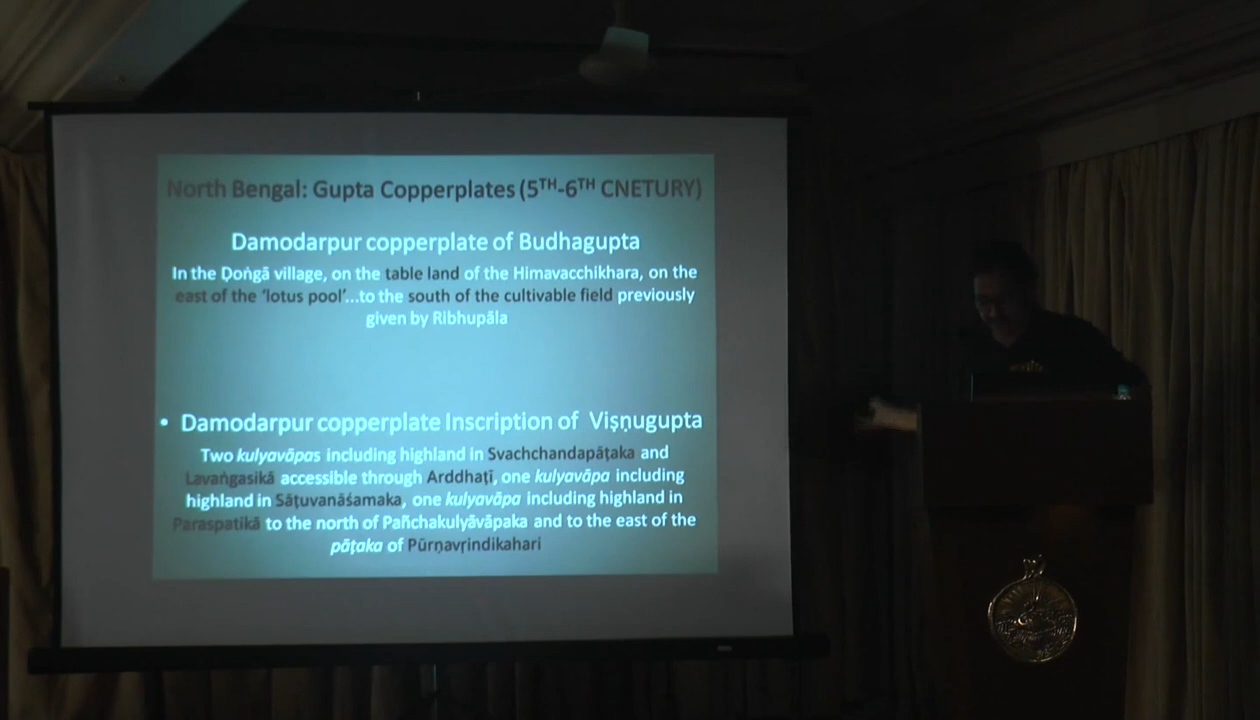 North Bengal: Gupta Copperplates (5TH-6TH CNETURY)
Damodarpur copperplate of Budhagupta
In the Ḍoṅgā village, on the table land of the Himavacchikhara, on the
east of the ‘lotus pool’...to the south of the cultivable field previously
given by Ribhupāla
• Damodarpur copperplate Inscription of Viṣṇugupta
Two kulyavāpas including highland in Svachchandapāṭaka and
Lavaṅgasikā accessible through Arddhaṭī, one kulyavāpa including
highland in Sāṭuvanāśamaka, one kulyavāpa including highland in
Paraspatikā to the north of Pañchakulyāvāpaka and to the east of the
pāṭaka of Pūrṇavṛindikahari